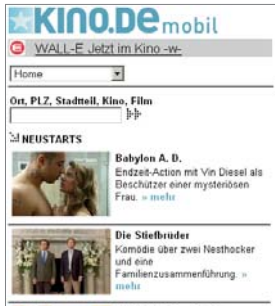 KINO.DE mobil
WALL-E Jetzt im Kino -w-
Home
Ort, PLZ, Stadtteil, Kino, Film
NEUSTARTS
Babylon A. D.
Endzeit-Action mit Vin Diesel als
Beschützer einer mysteriösen
Frau. » mehr
Die Stiefbrüder
Komödie über zwei Nesthocker
und eine
Familienzusammenführung. »
mehr